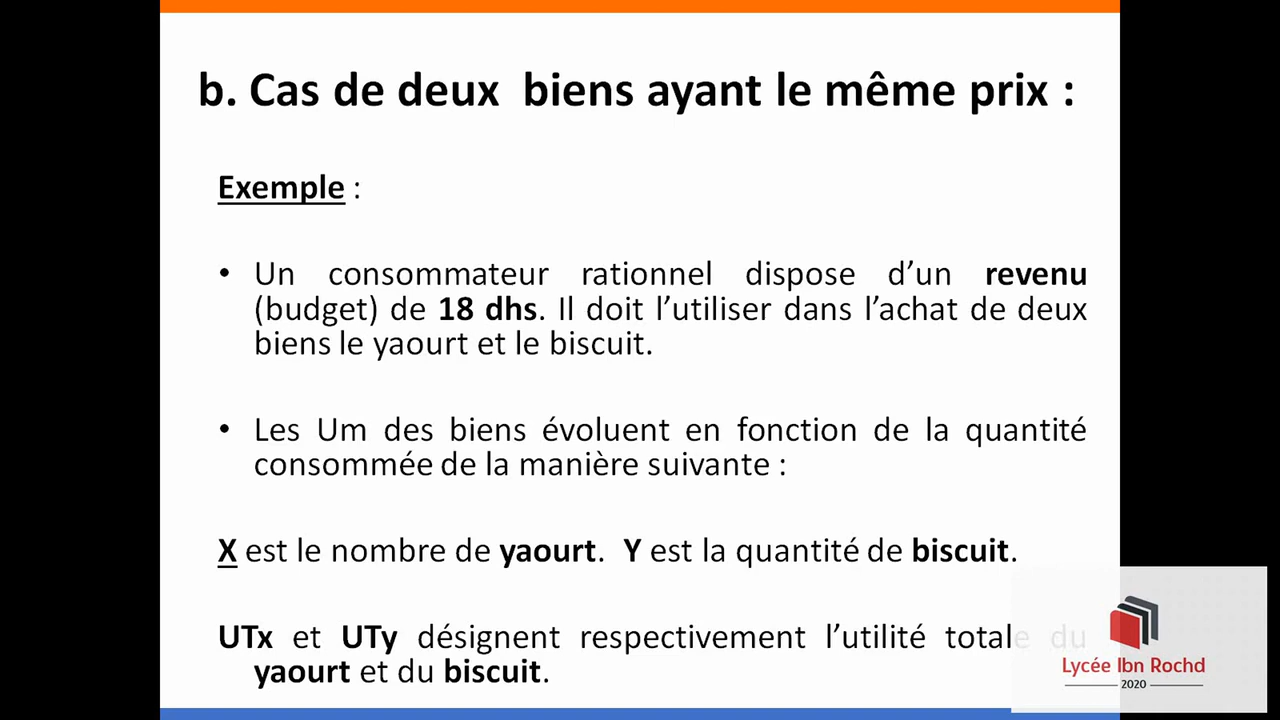 b. Cas de deux biens ayant le même prix :
Exemple :
• Un consommateur rationnel dispose d’un revenu
(budget) de 18 dhs. Il doit l’utiliser dans l’achat de deux
biens le yaourt et le biscuit.
• Les Um des biens évoluent en fonction de la quantité
consommée de la manière suivante :
X est le nombre de yaourt. Y est la quantité de biscuit.
UTx et UTy désignent respectivement l’utilité totale du
yaourt et du biscuit.
Lycée Ibn Rochd
2020